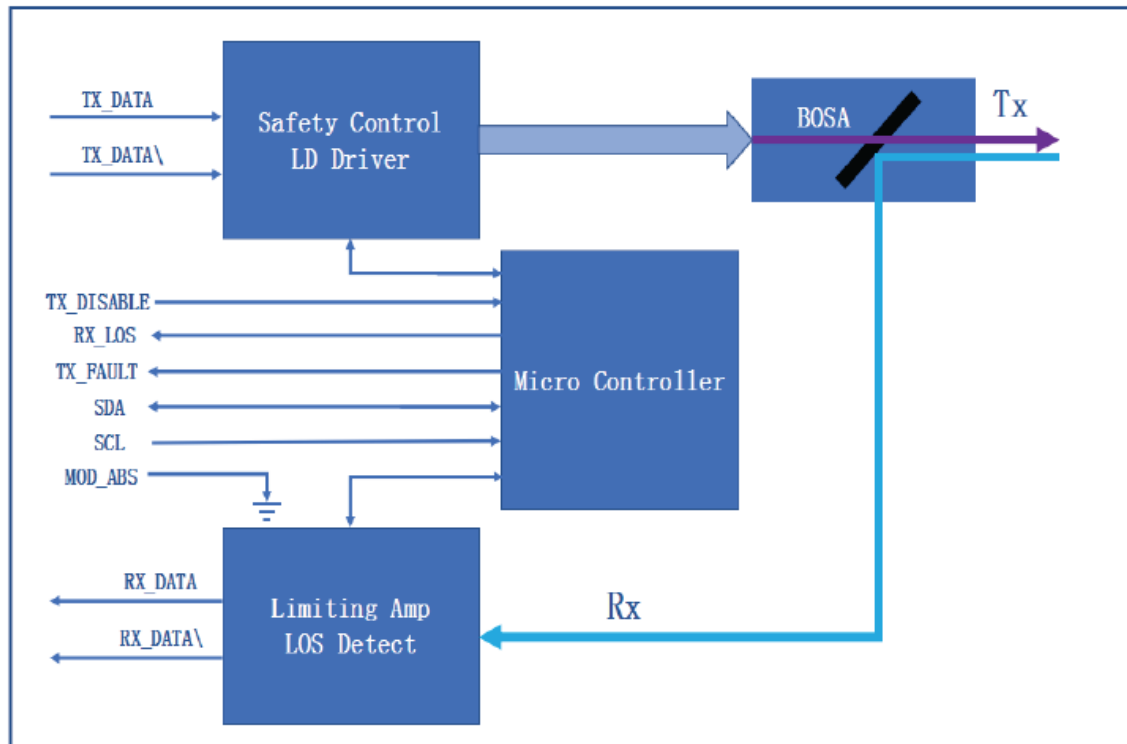 TX_DATA
TX_DATA\
Safety Control
LD Driver
BOSA
Tx
TX_DISABLE
RX_LOS
TX_FAULT
SDA
SCL
MOD_ABS
Micro Controller
RX_DATA
RX_DATA\
Limiting Amp
LOS Detect
Rx